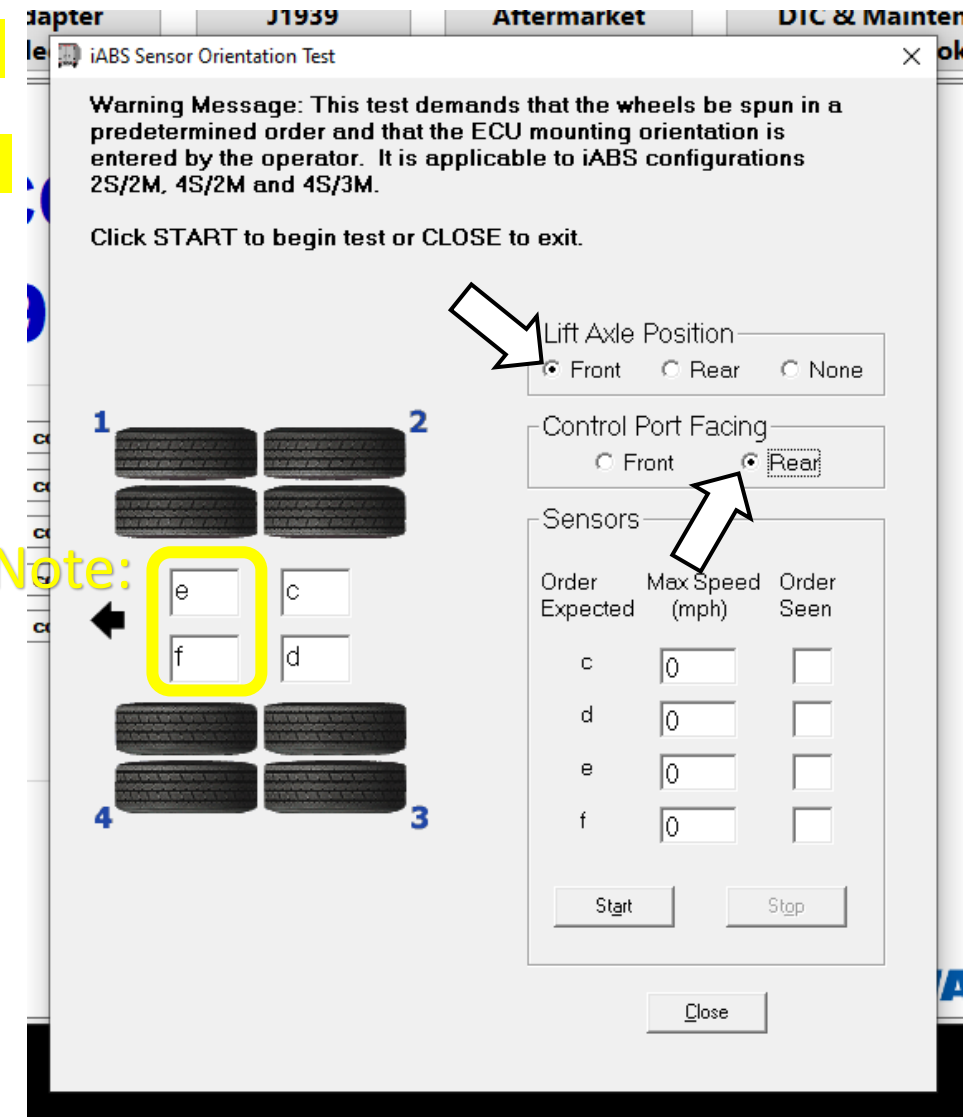 J1939
Aftermarket
DTC &
iABS Sensor Orientation Test
Warning Message: This test demands that the wheels be spun in a
predetermined order and that the ECU mounting orientation is
entered by the operator. It is applicable to iABS configurations
2S/2M, 4S/2M and 4S/3M.
Click START to begin test or CLOSE to exit.
Lift Axle Position
Front Rear None
Control Port Facing
Front Rear
1 2
Note:
e c
f d
4 3
Sensors
Order Max Speed Order
Expected (mph) Seen
c 0
d 0
e 0
f 0
Start Stop
Close